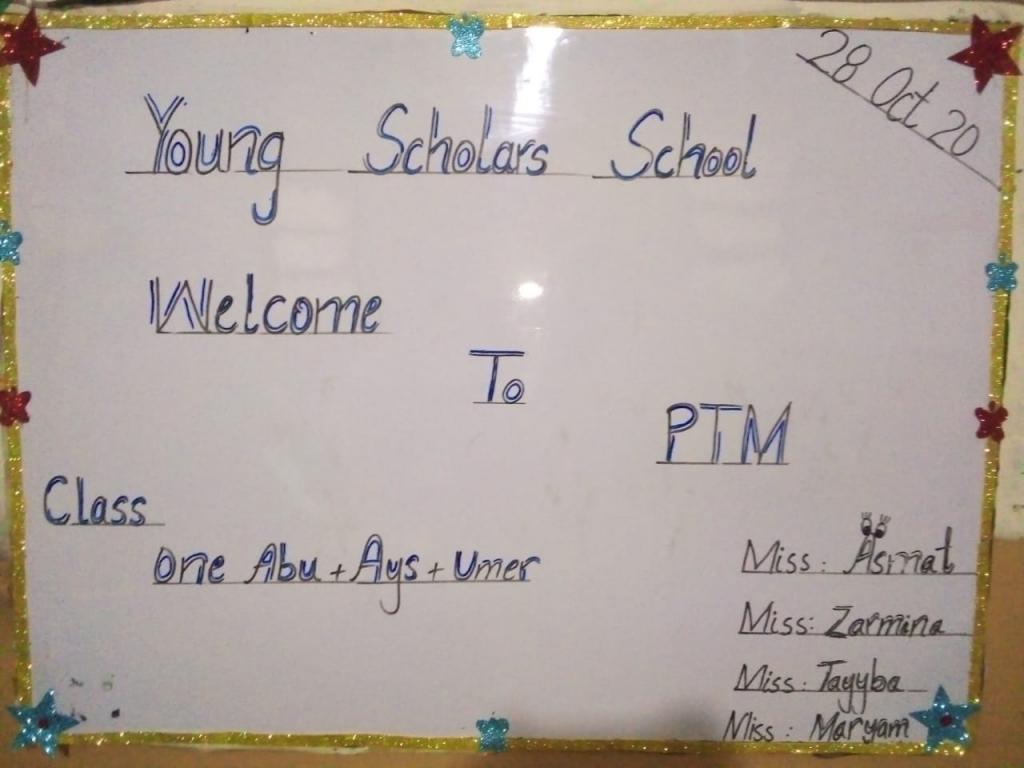 28 Oct 20
Young Scholars School
Welcome
To
PTM
Class
One Abu + Ays + Umer
Miss: Asmat
Miss: Zarmina
Miss: Tayyba
Miss: Maryam